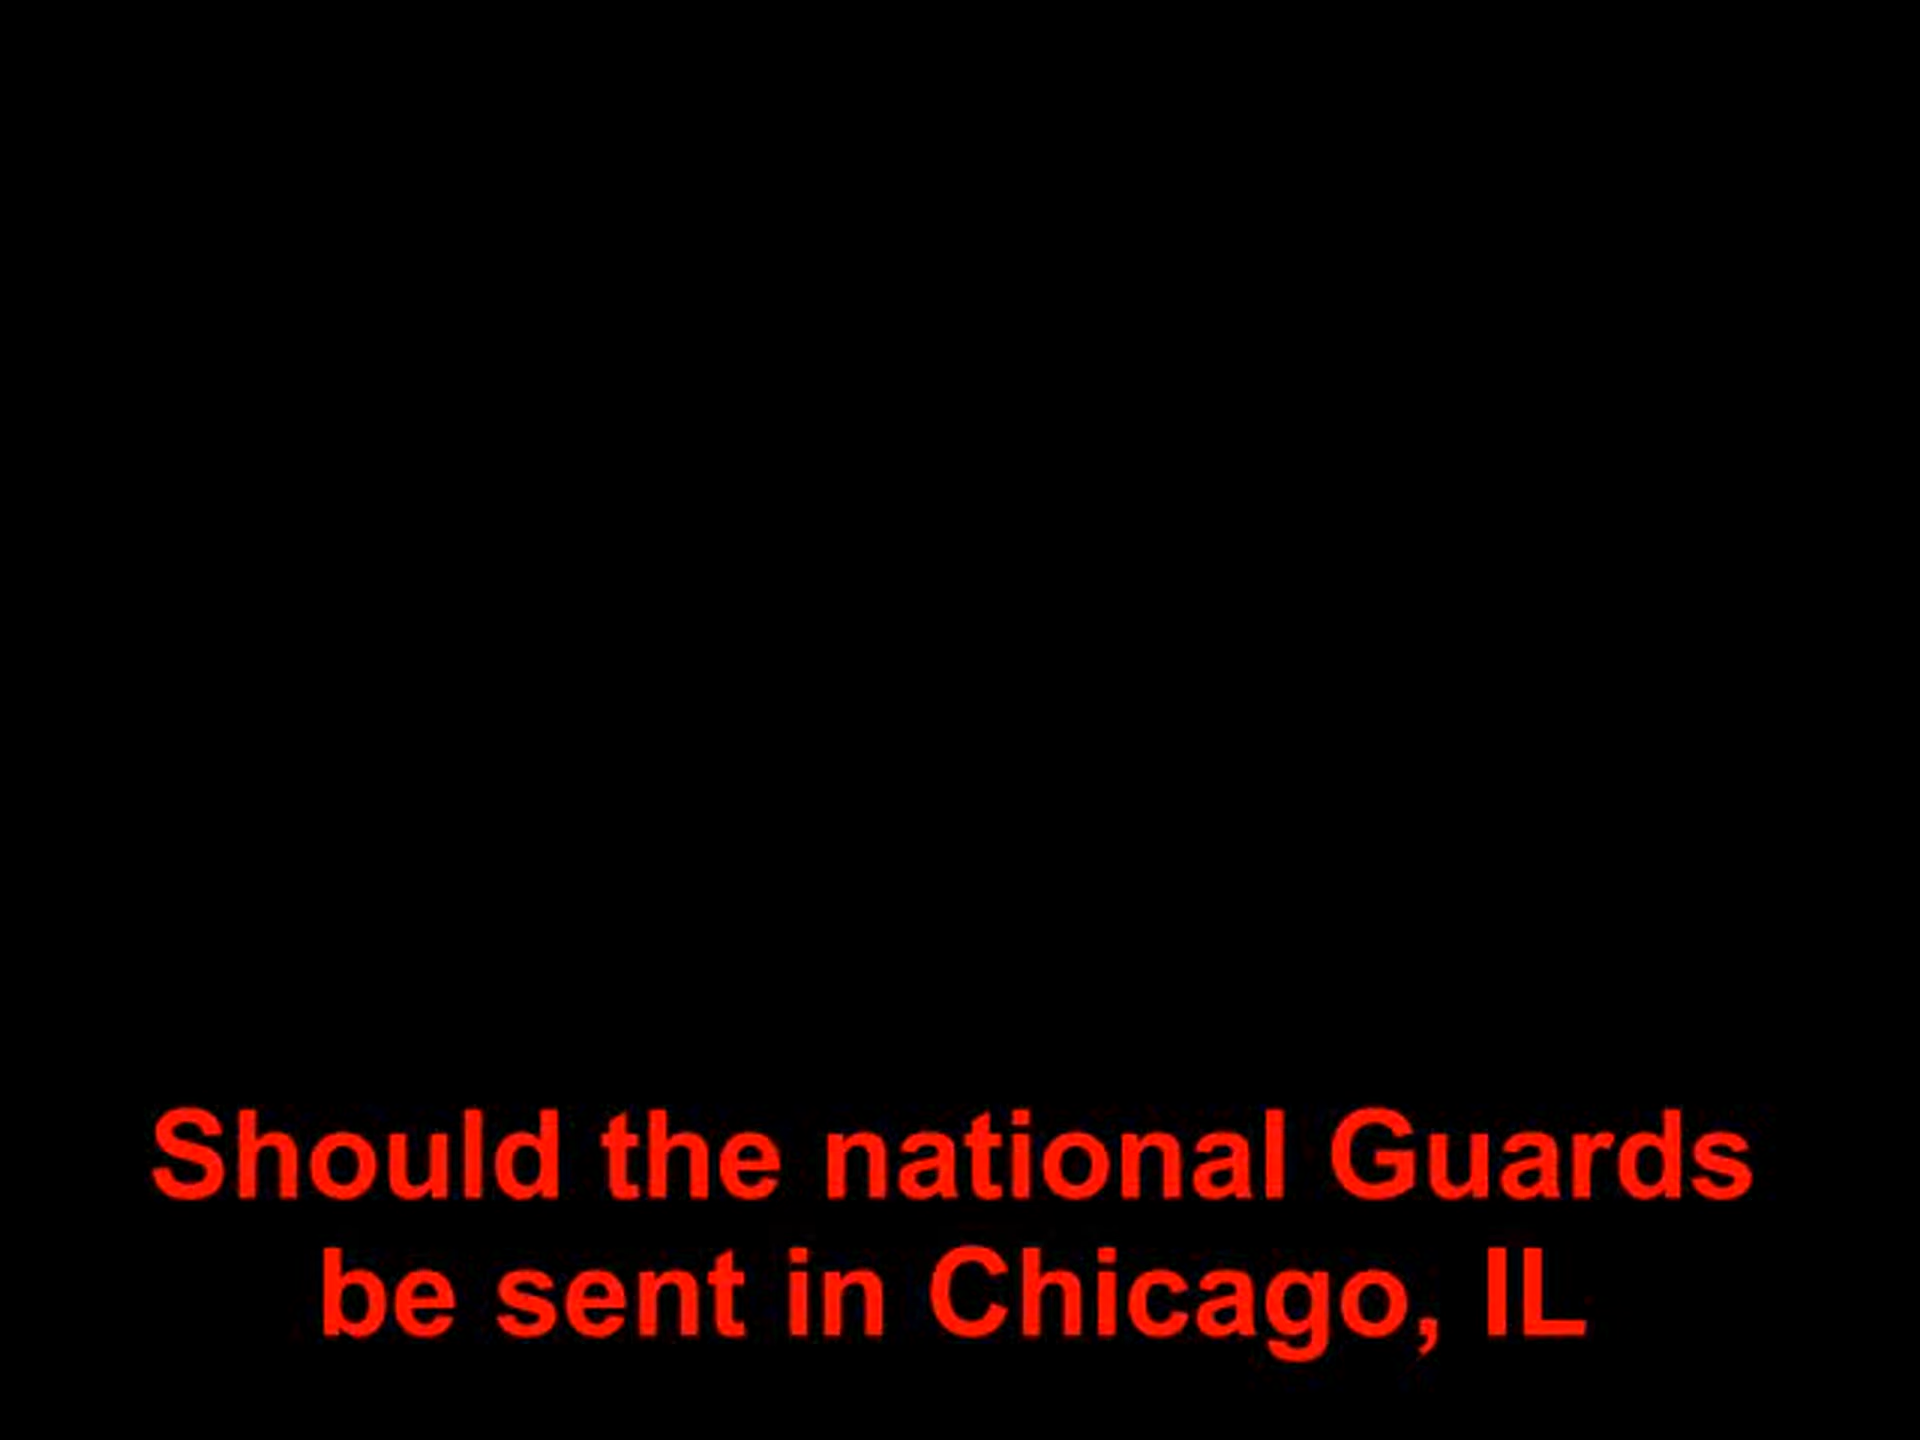 Should the national Guards
be sent in Chicago, IL